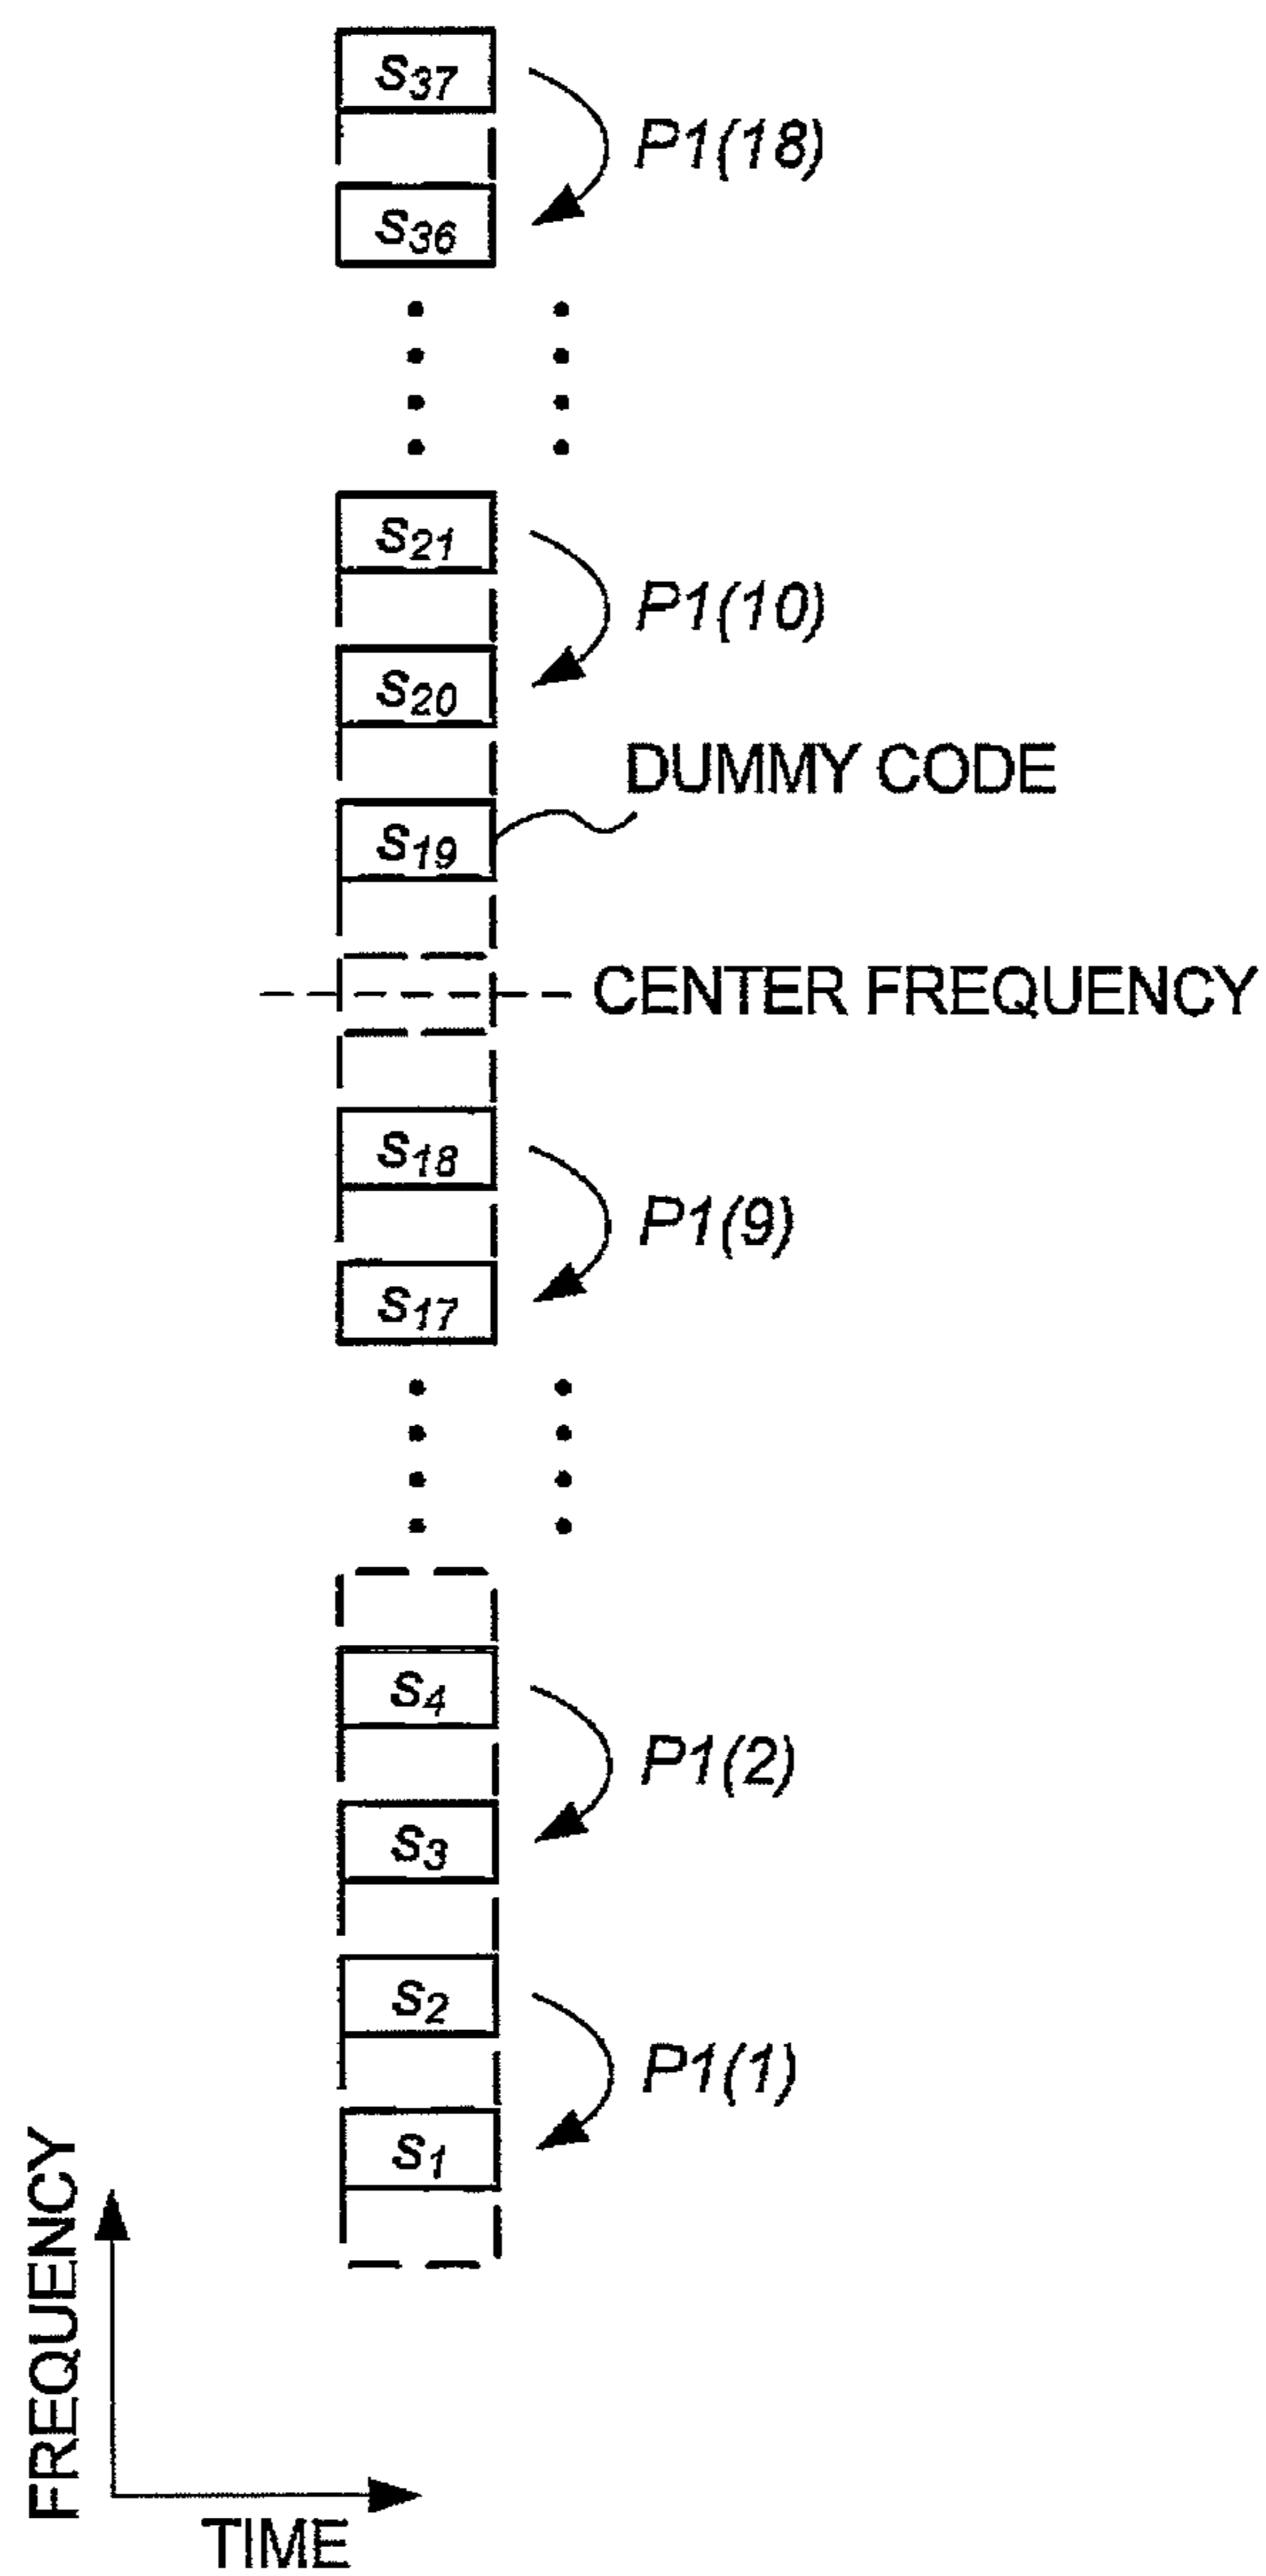 s37
P1(18)
s36
s21
P1(10)
s20
DUMMY CODE
s19
CENTER FREQUENCY
s18
P1(9)
s17
s4
P1(2)
s3
s2
P1(1)
s1
FREQUENCY
TIME